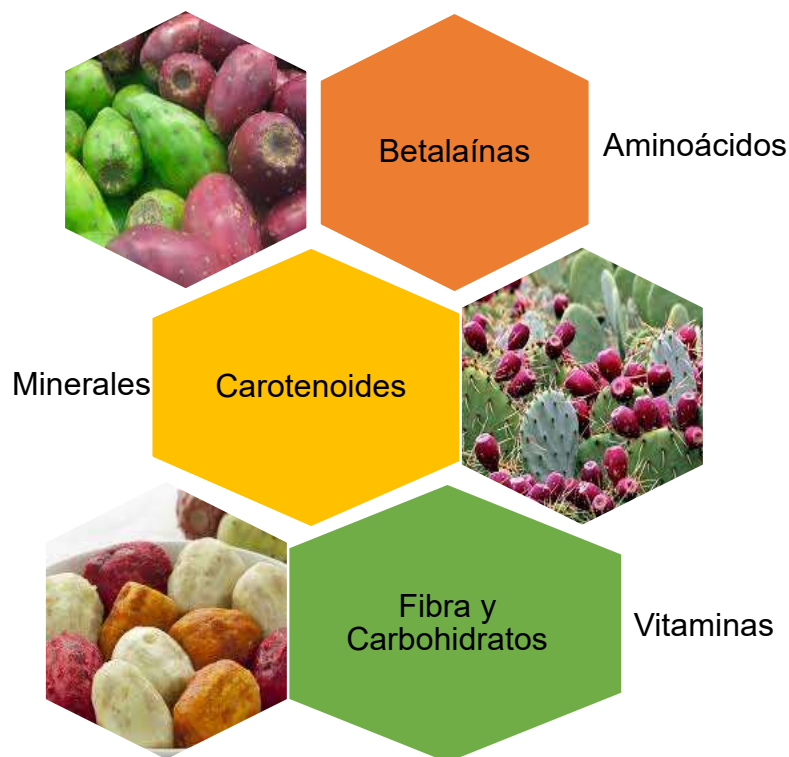 Betalaínas
Aminoácidos
Minerales
Carotenoides
Fibra y
Carbohidratos
Vitaminas